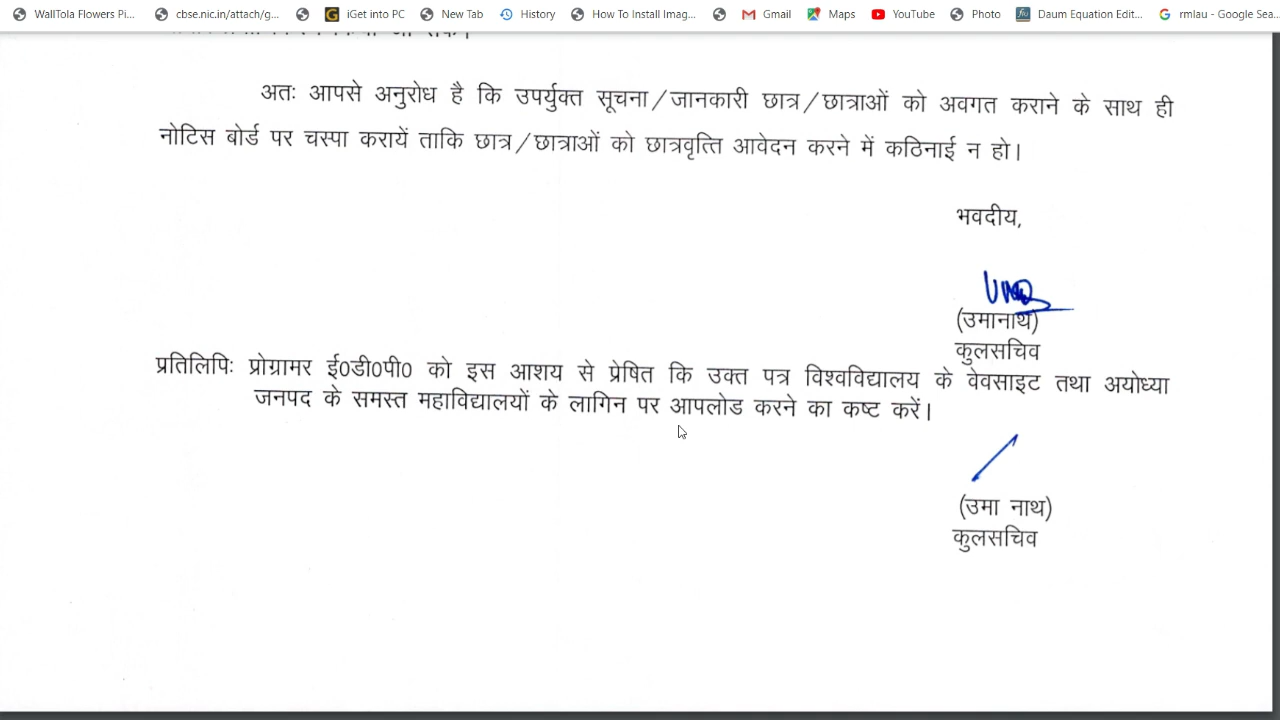 WallTola Flowers Pi...
cbse.nic.in/attach/g...
iGet into PC
New Tab
History
How To Install Imag...
Gmail
Maps
YouTube
Photo
Daum Equation Edit...
rmlau - Google Sea...
अतः आपसे अनुरोध है कि उपर्युक्त सूचना/जानकारी छात्र/छात्राओं को अवगत कराने के साथ ही
नोटिस बोर्ड पर चस्पा करायें ताकि छात्र/छात्राओं को छात्रवृत्ति आवेदन करने में कठिनाई न हो।
भवदीय,
(उमानाथ)
कुलसचिव
प्रतिलिपिः प्रोग्रामर ई0डी0पी0 को इस आशय से प्रेषित कि उक्त पत्र विश्वविद्यालय के वेवसाइट तथा अयोध्या
जनपद के समस्त महाविद्यालयों के लागिन पर आपलोड करने का कष्ट करें।
(उमा नाथ)
कुलसचिव